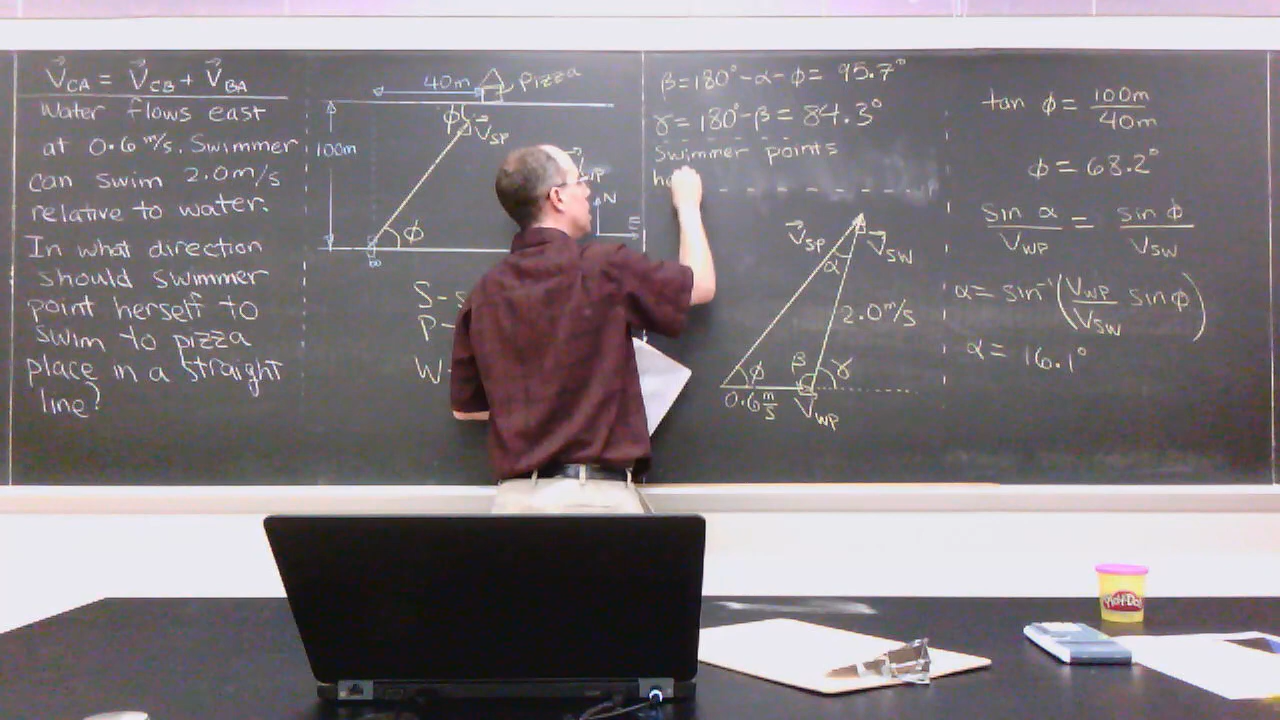 V⃗CA = V⃗CB + V⃗BA
Water flows east
at 0.6 m/s. Swimmer
can swim 2.0m/s
relative to water.
In what direction
should swimmer
point herself to
swim to pizza
place in a straight
line?
40m
Pizza
100m
ϕ
V⃗SP
ϕ
N
E
S-
P-
W-
β=180°-α-ϕ= 95.7°
γ= 180°-β= 84.3°
Swimmer points
V⃗SP
V⃗SW
α
2.0m/s
ϕ
β
γ
0.6 m/s
V⃗WP
tan ϕ = 100m/40m
ϕ = 68.2°
sin α/VWP = sin ϕ/VSW
α= sin⁻¹(VWP/VSW sin ϕ)
α= 16.1°
Play-Doh